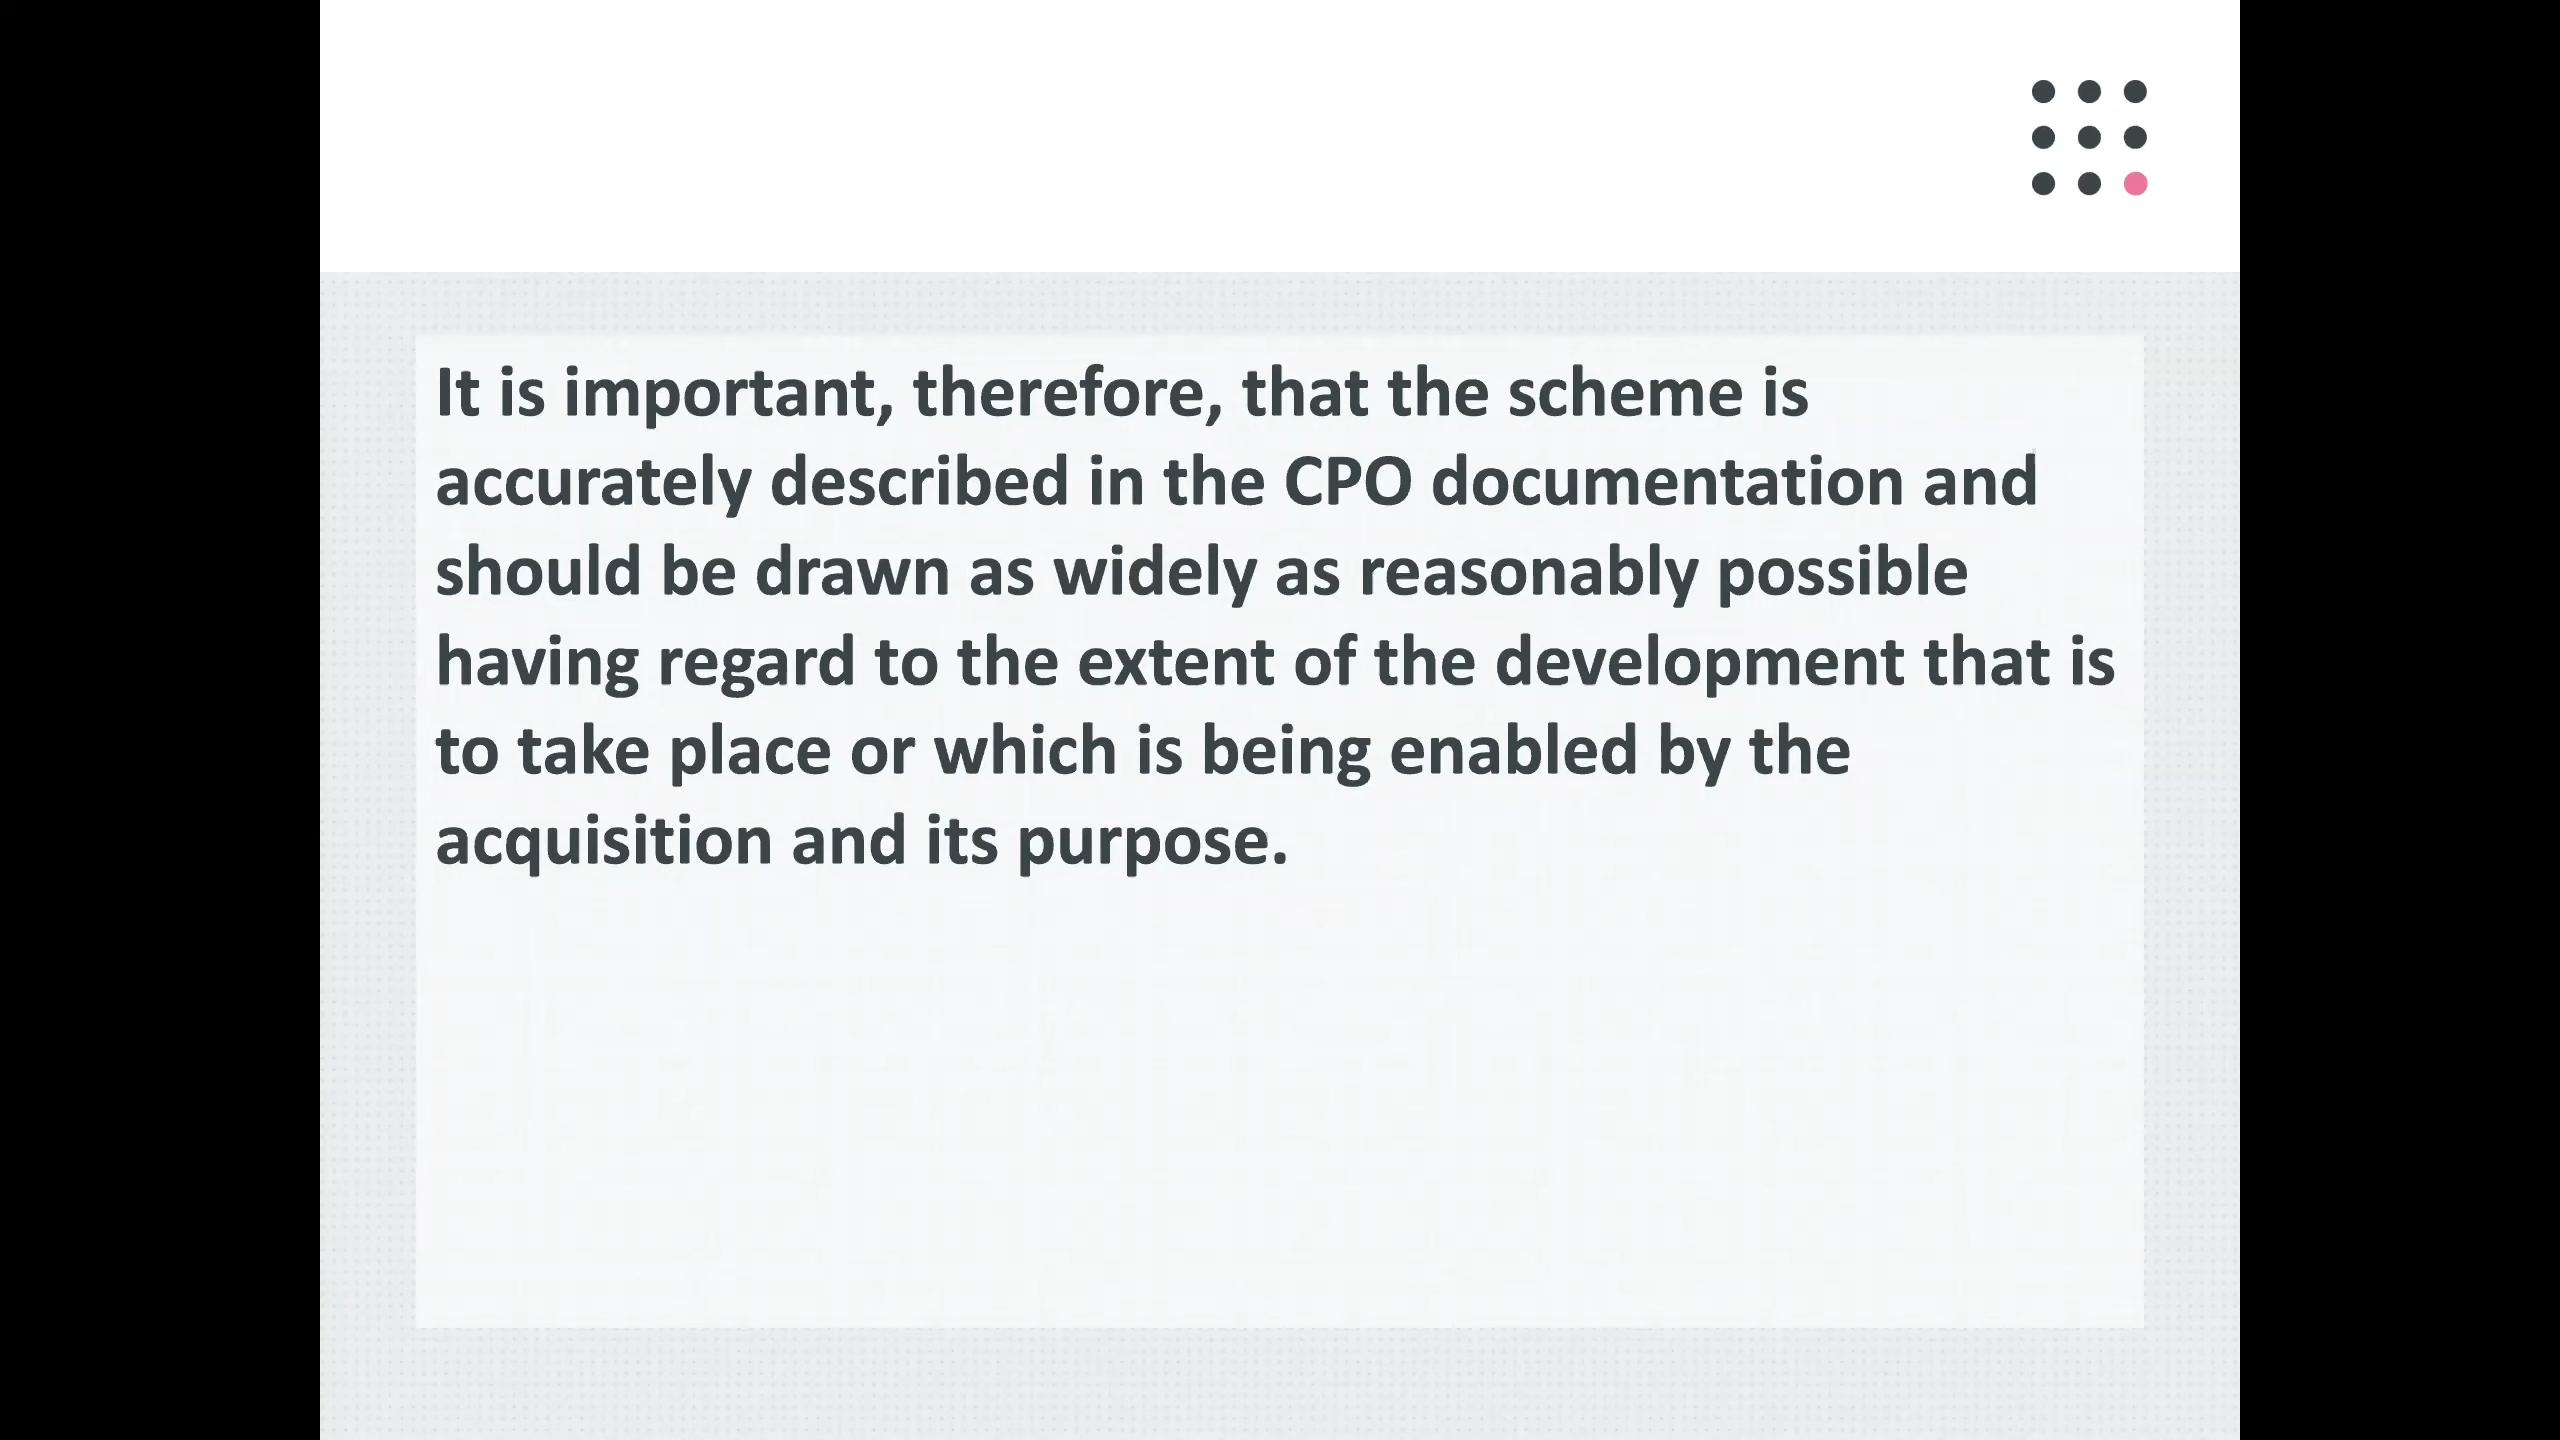 It is important, therefore, that the scheme is
accurately described in the CPO documentation and
should be drawn as widely as reasonably possible
having regard to the extent of the development that is
to take place or which is being enabled by the
acquisition and its purpose.